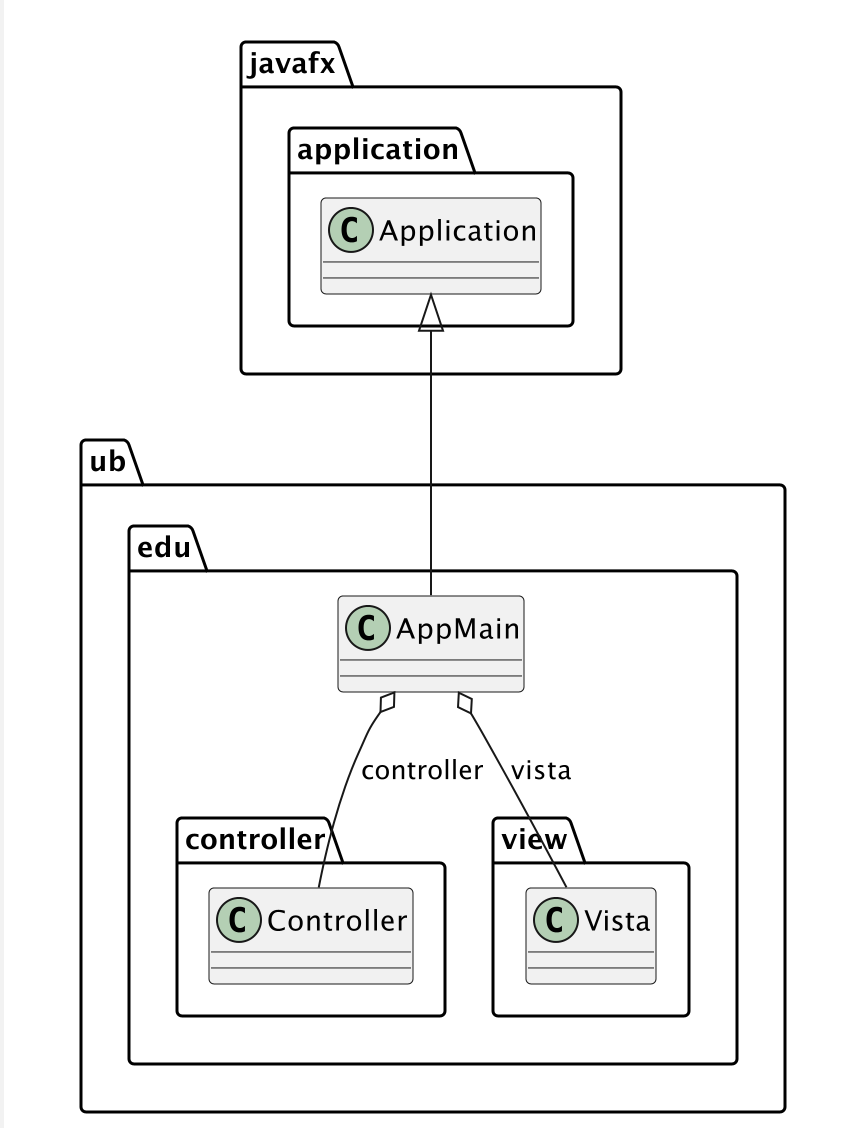 javafx
application
C Application
ub
edu
C AppMain
controller
vista
controller
view
C Controller
C Vista